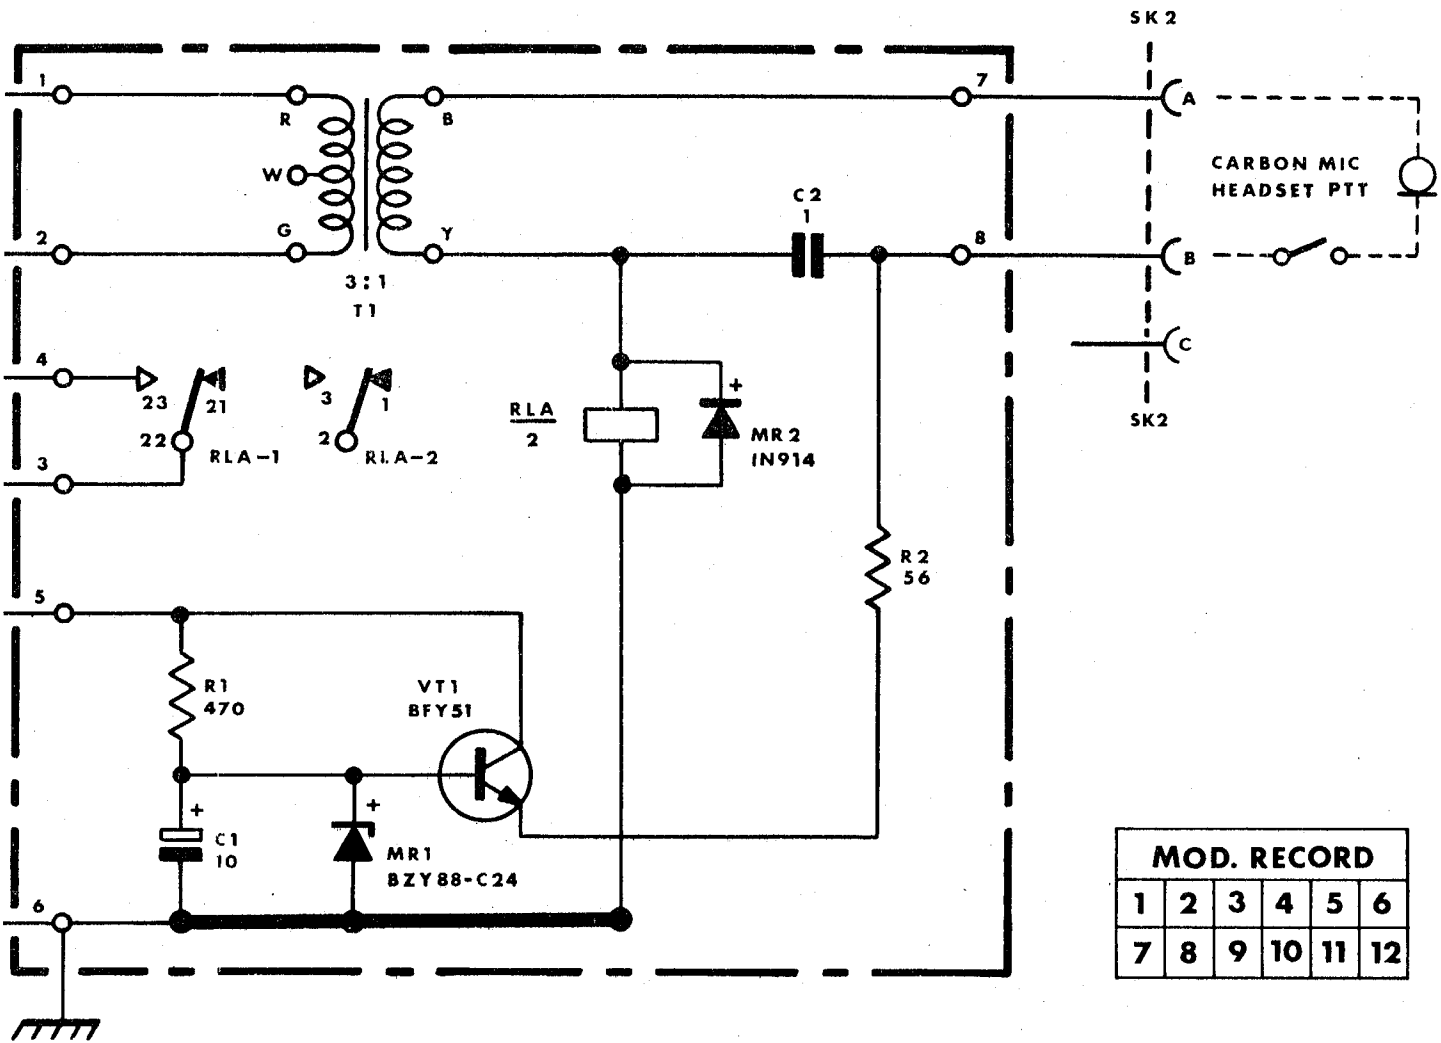 SK2
1
R
B
7
A
W
CARBON MIC
HEADSET PTT
C2
1
2
G
Y
8
B
3:1
T1
C
4
23
21
3
1
RLA
2
22
RLA-1
2
RLA-2
MR2
IN914
SK2
3
R2
56
5
R1
470
VT1
BFY51
+
+
+
C1
10
MR1
BZY88-C24
6
MOD. RECORD
1 2 3 4 5 6
7 8 9 10 11 12